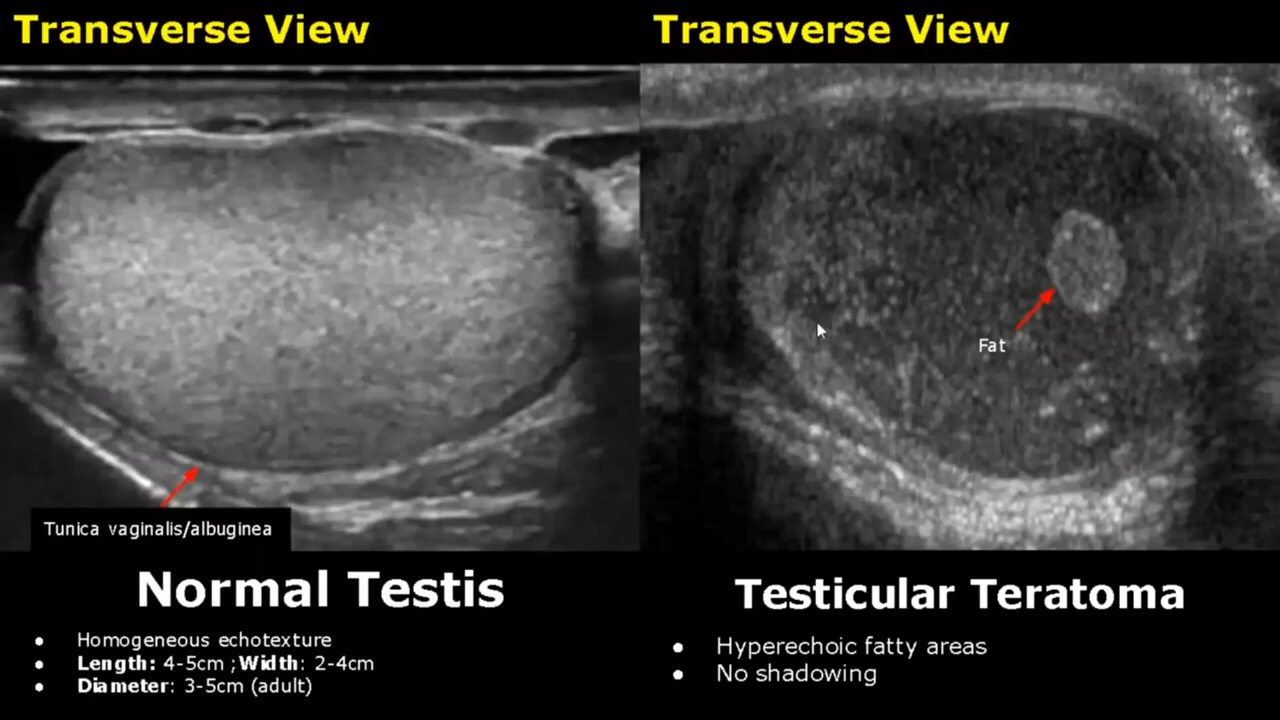 Transverse View
Tunica vaginalis/albuginea
Normal Testis
• Homogeneous echotexture
• Length: 4-5cm ; Width: 2-4cm
• Diameter: 3-5cm (adult)
Transverse View
Fat
Testicular Teratoma
• Hyperechoic fatty areas
• No shadowing